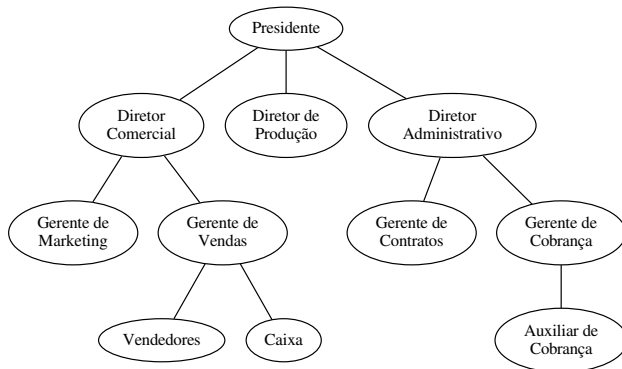 Presidente
Diretor
Comercial
Diretor de
Produção
Diretor
Administrativo
Gerente de
Marketing
Gerente de
Vendas
Gerente de
Contratos
Gerente de
Cobrança
Vendedores
Caixa
Auxiliar de
Cobrança